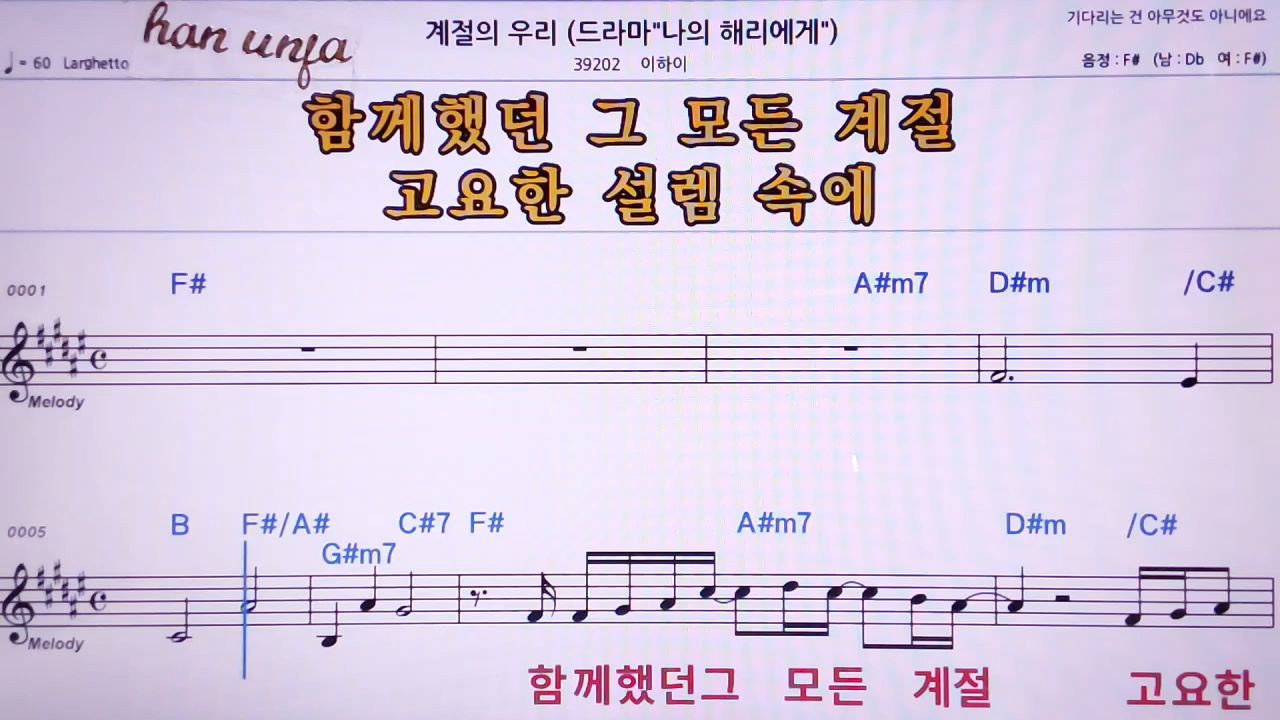 han unfa
계절의 우리 (드라마"나의 해리에게")
기다리는 건 아무것도 아니에요
♩= 60 Larghetto
39202 이하이
음정 : F# (남 : Db 여 : F#)
함께했던 그 모든 계절
고요한 설렘 속에
0001 F# A#m7 D#m /C#
Melody
0005 B F#/A# G#m7 C#7 F# A#m7 D#m /C#
Melody
함께했던그 모든 계절 고요한